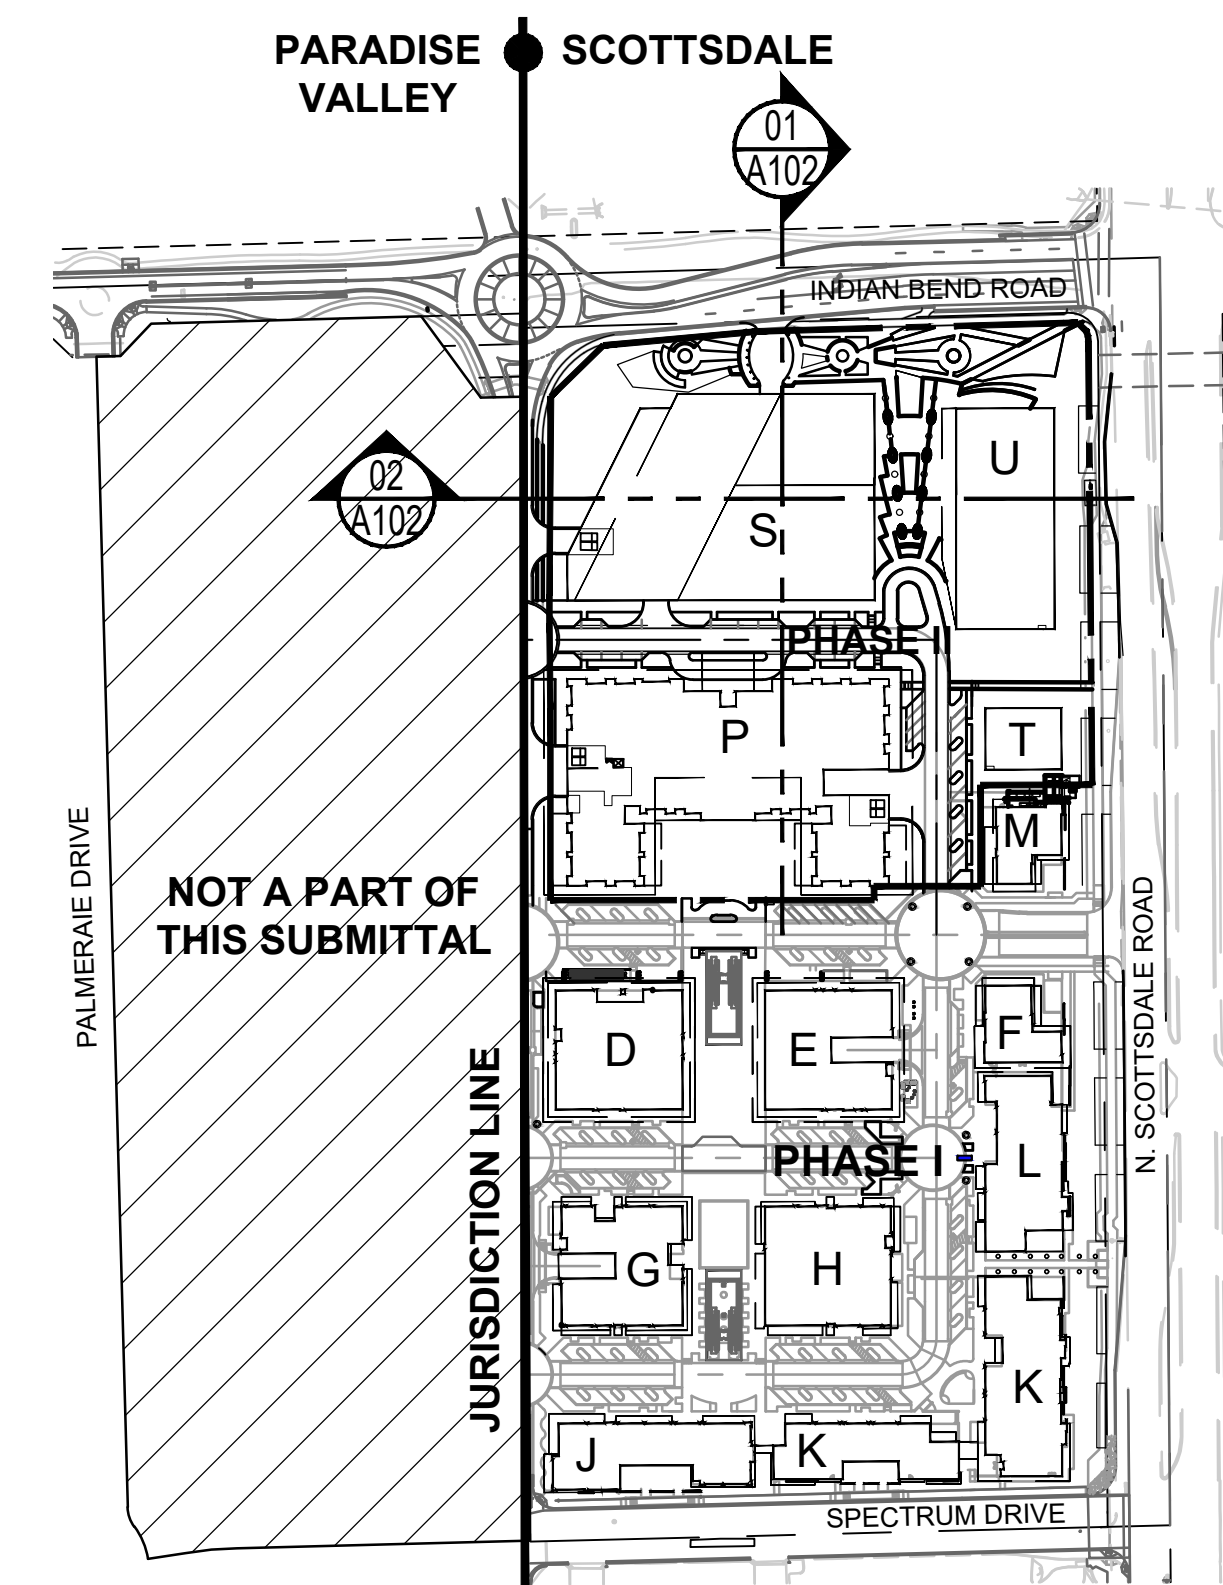 PARADISE
VALLEY
SCOTTSDALE
01
A102
INDIAN BEND ROAD
U
02
A102
S
PHASE II
P
T
M
PALMERAIE DRIVE
NOT A PART OF
THIS SUBMITTAL
N. SCOTTSDALE ROAD
JURISDICTION LINE
D
E
F
PHASE I
L
G
H
K
J
K
SPECTRUM DRIVE